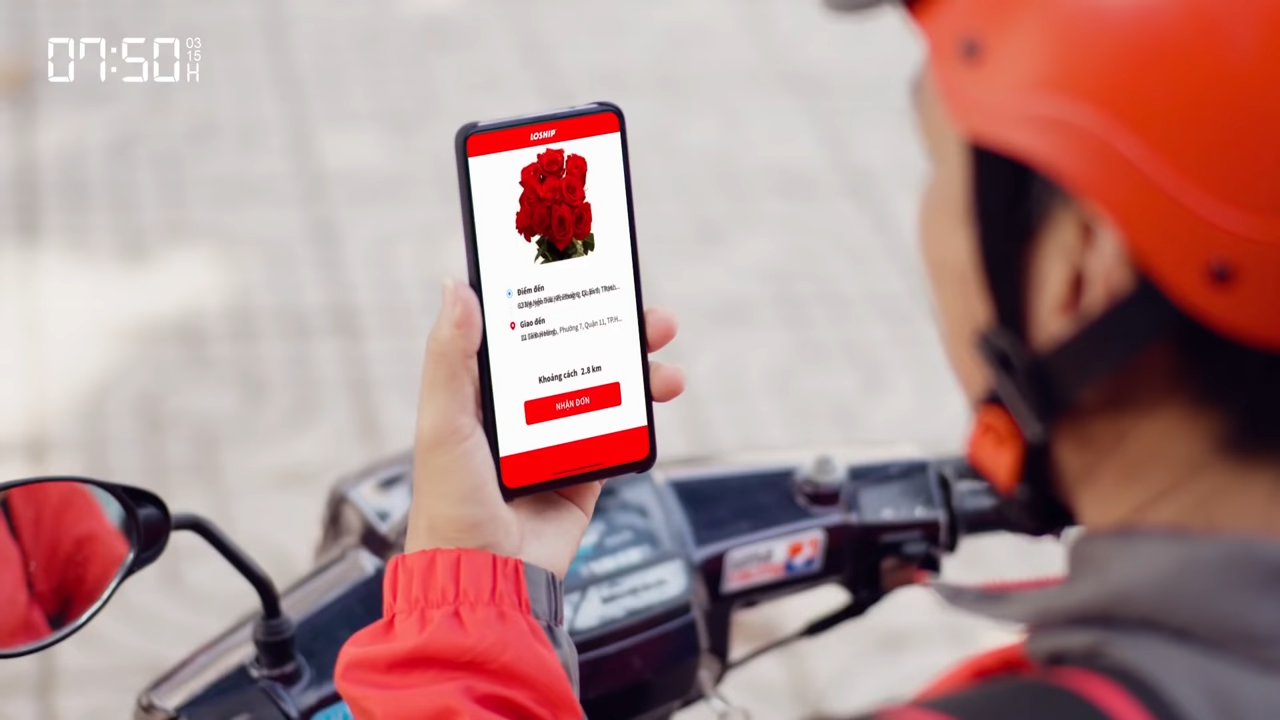 07:50
03
15
H
LOSHIP
Điểm đến
Giao đến
Phường 7, Quận 11, TP.H...
Khoảng cách 2.8 km
NHẬN ĐƠN